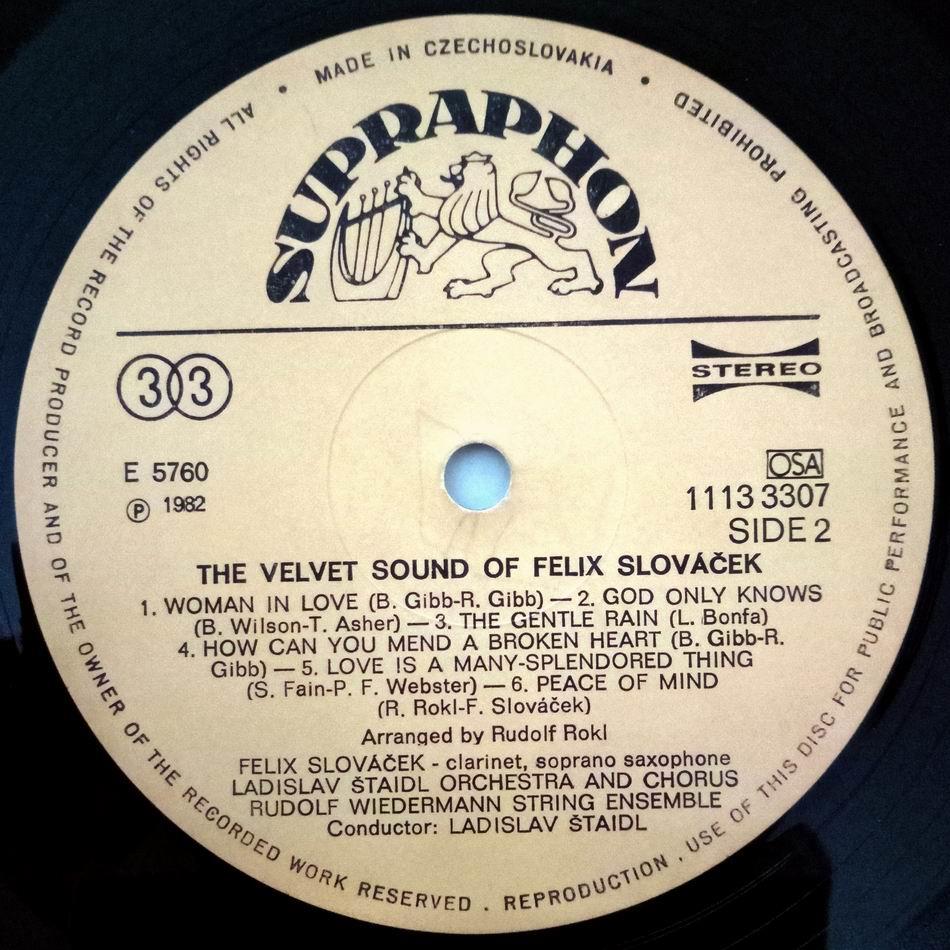 MADE IN CZECHOSLOVAKIA
ALL RIGHTS OF THE RECORD PRODUCER AND OF THE OWNER OF THE RECORDED WORK RESERVED . REPRODUCTION , USE OF THIS DISC FOR PUBLIC PERFORMANCE AND BROADCASTING PROHIBITED
SUPRAPHON
33
STEREO
E 5760
OSA
Ⓟ 1982
1113 3307
SIDE 2
THE VELVET SOUND OF FELIX SLOVÁČEK
1. WOMAN IN LOVE (B. Gibb-R. Gibb) — 2. GOD ONLY KNOWS
(B. Wilson-T. Asher) — 3. THE GENTLE RAIN (L. Bonfa)
4. HOW CAN YOU MEND A BROKEN HEART (B. Gibb-R.
Gibb) — 5. LOVE IS A MANY-SPLENDORED THING
(S. Fain-P. F. Webster) — 6. PEACE OF MIND
(R. Rokl-F. Slováček)
Arranged by Rudolf Rokl
FELIX SLOVÁČEK - clarinet, soprano saxophone
LADISLAV ŠTAIDL ORCHESTRA AND CHORUS
RUDOLF WIEDERMANN STRING ENSEMBLE
Conductor: LADISLAV ŠTAIDL